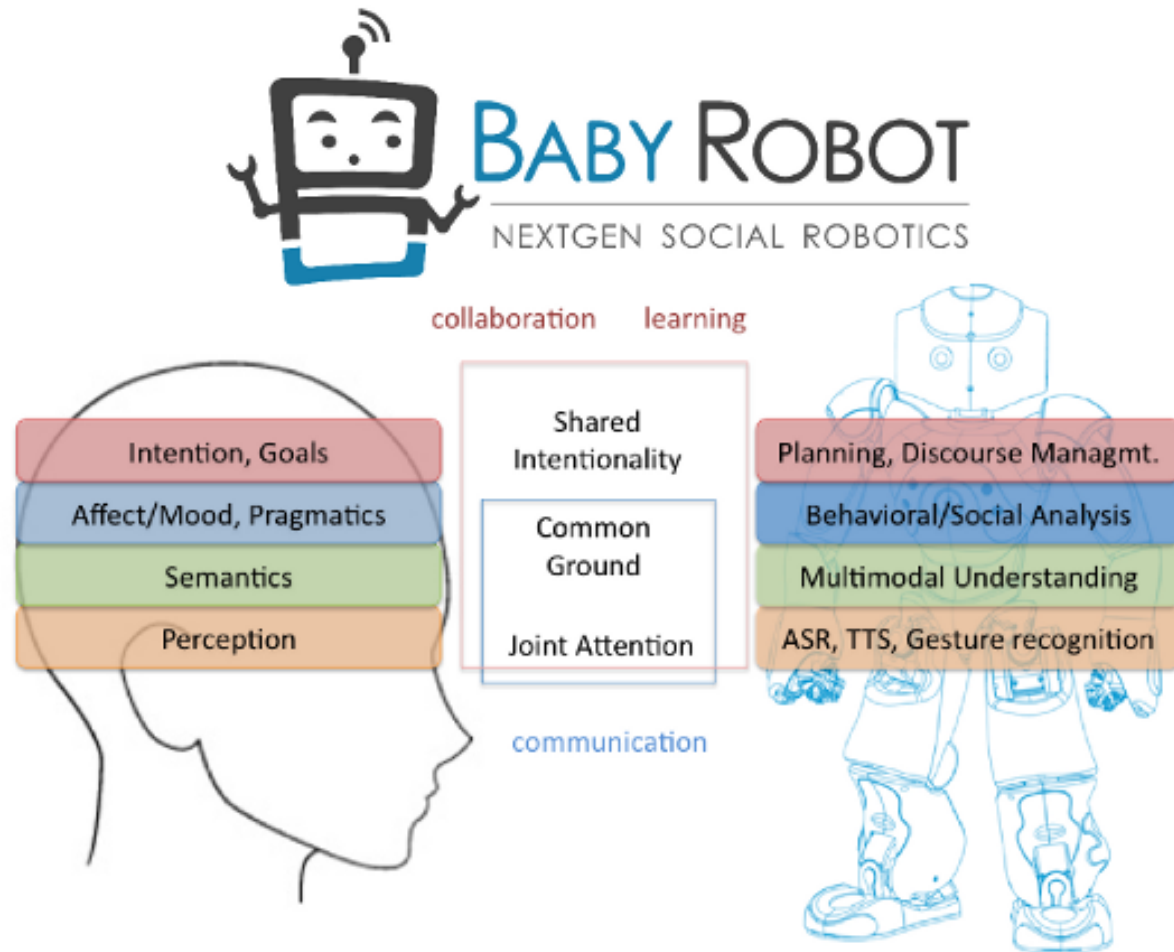 BABY ROBOT
NEXTGEN SOCIAL ROBOTICS
collaboration learning
Intention, Goals
Affect/Mood, Pragmatics
Semantics
Perception
Shared
Intentionality
Common
Ground
Joint Attention
communication
Planning, Discourse Managmt.
Behavioral/Social Analysis
Multimodal Understanding
ASR, TTS, Gesture recognition